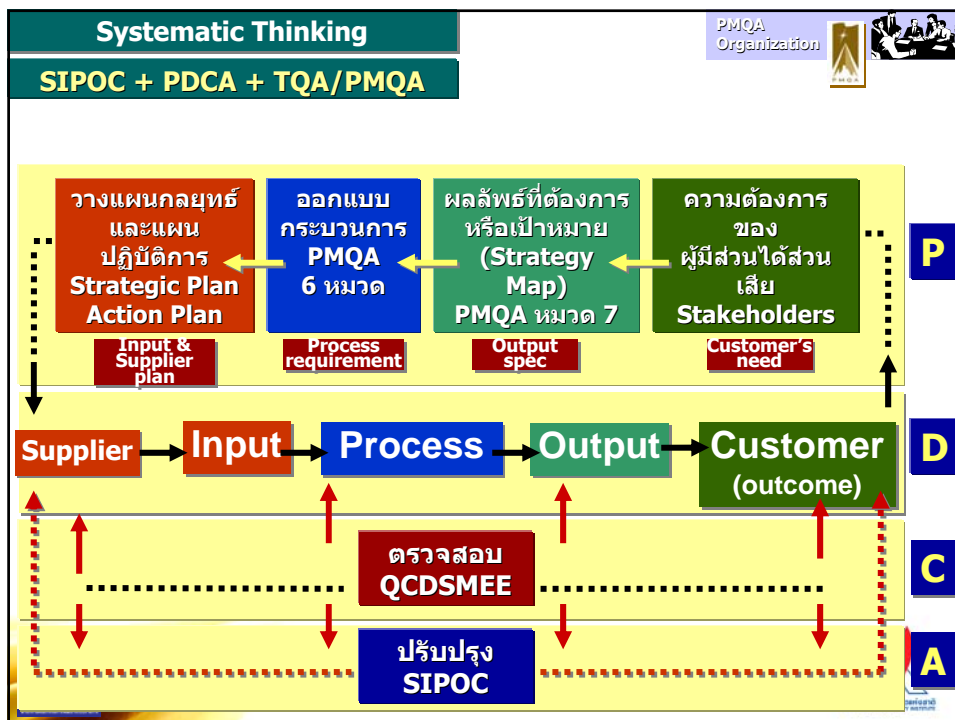 Systematic Thinking
SIPOC + PDCA + TQA/PMQA
PMQA
Organization
PMQA
วางแผนกลยุทธ์
และแผน
ปฏิบัติการ
Strategic Plan
Action Plan
ออกแบบ
กระบวนการ
PMQA
6 หมวด
ผลลัพธ์ที่ต้องการ
หรือเป้าหมาย
(Strategy
Map)
PMQA หมวด 7
ความต้องการ
ของ
ผู้มีส่วนได้ส่วน
เสีย
Stakeholders
P
Input &
Supplier
plan
Process
requirement
Output
spec
Customer's
need
Supplier
Input
Process
Output
Customer
(outcome)
D
ตรวจสอบ
QCDSMEE
C
ปรับปรุง
SIPOC
A